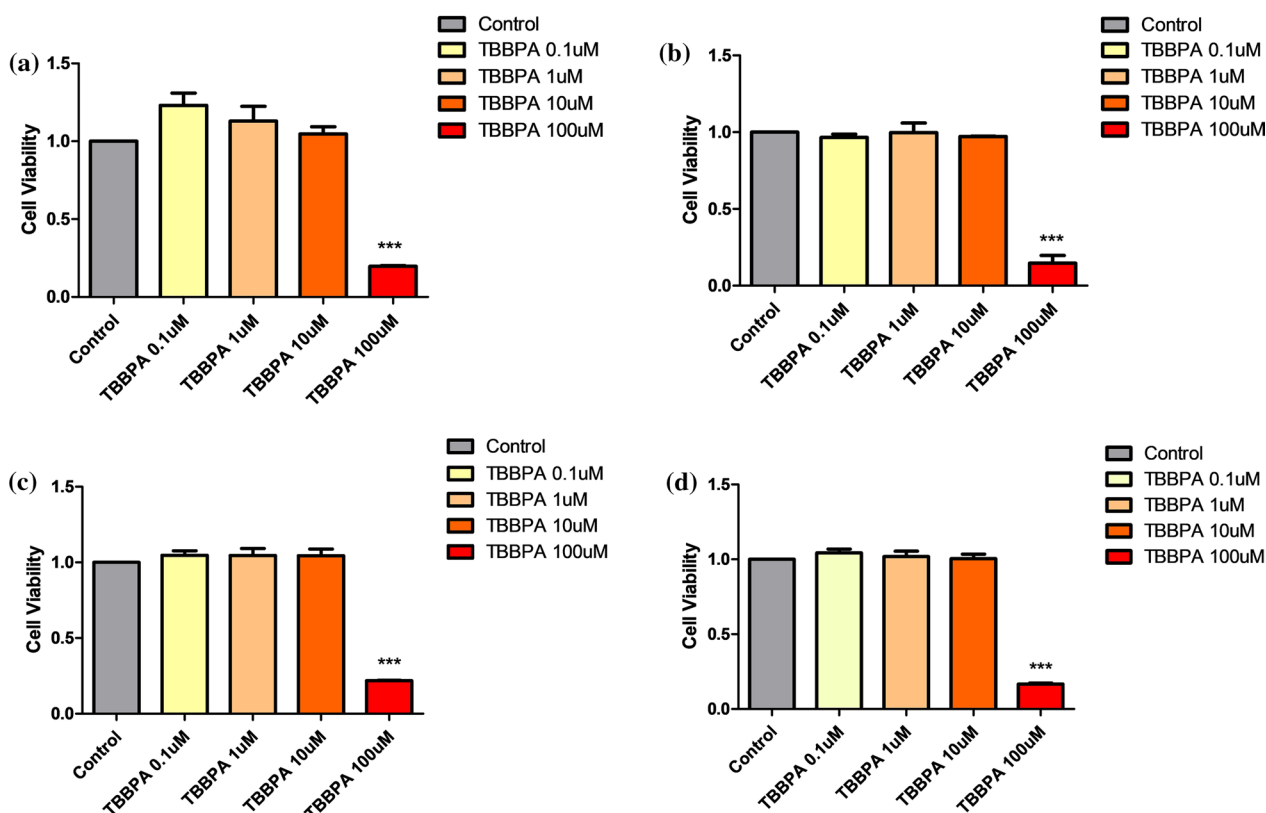 (a)
Control
TBBPA 0.1uM
TBBPA 1uM
TBBPA 10uM
TBBPA 100uM
Cell Viability
1.5
1.0
0.5
0.0
***
Control
TBBPA 0.1uM
TBBPA 1uM
TBBPA 10uM
TBBPA 100uM
(b)
Control
TBBPA 0.1uM
TBBPA 1uM
TBBPA 10uM
TBBPA 100uM
Cell Viability
1.5
1.0
0.5
0.0
***
Control
TBBPA 0.1uM
TBBPA 1uM
TBBPA 10uM
TBBPA 100uM
(c)
Control
TBBPA 0.1uM
TBBPA 1uM
TBBPA 10uM
TBBPA 100uM
Cell Viability
1.5
1.0
0.5
0.0
***
Control
TBBPA 0.1uM
TBBPA 1uM
TBBPA 10uM
TBBPA 100uM
(d)
Control
TBBPA 0.1uM
TBBPA 1uM
TBBPA 10uM
TBBPA 100uM
Cell Viability
1.5
1.0
0.5
0.0
***
Control
TBBPA 0.1uM
TBBPA 1uM
TBBPA 10uM
TBBPA 100uM